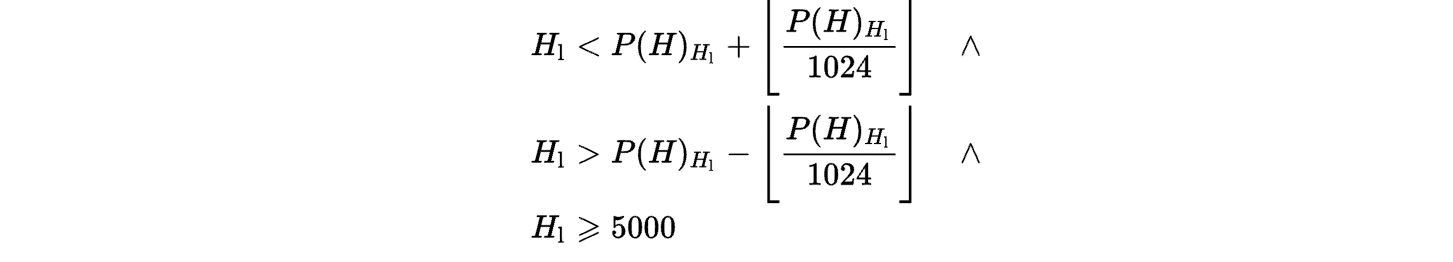 H_l < P(H)_{H_l} + ⌊P(H)_{H_l} / 1024⌋ ∧
H_l > P(H)_{H_l} − ⌊P(H)_{H_l} / 1024⌋ ∧
H_l ⩾ 5000